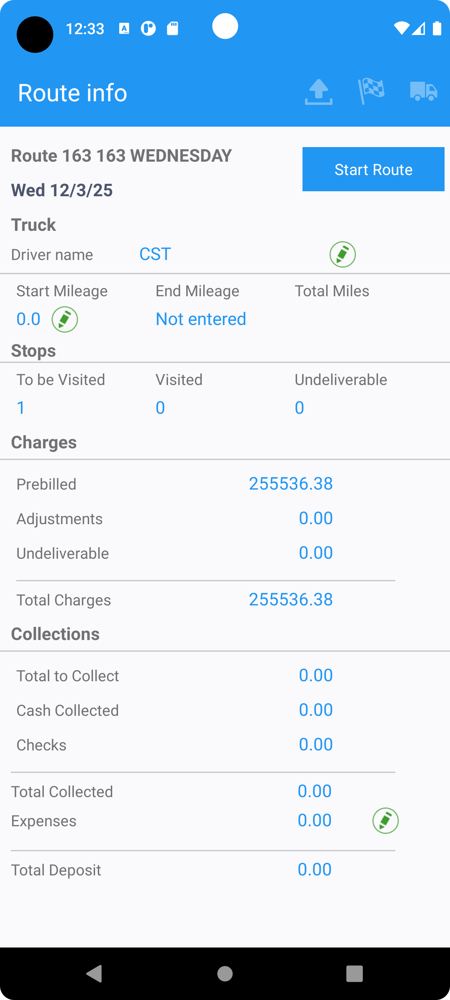 12:33
Route info
Route 163 163 WEDNESDAY
Start Route
Wed 12/3/25
Truck
Driver name CST
Start Mileage End Mileage Total Miles
0.0 Not entered
Stops
To be Visited Visited Undeliverable
1 0 0
Charges
Prebilled 255536.38
Adjustments 0.00
Undeliverable 0.00
Total Charges 255536.38
Collections
Total to Collect 0.00
Cash Collected 0.00
Checks 0.00
Total Collected 0.00
Expenses 0.00
Total Deposit 0.00